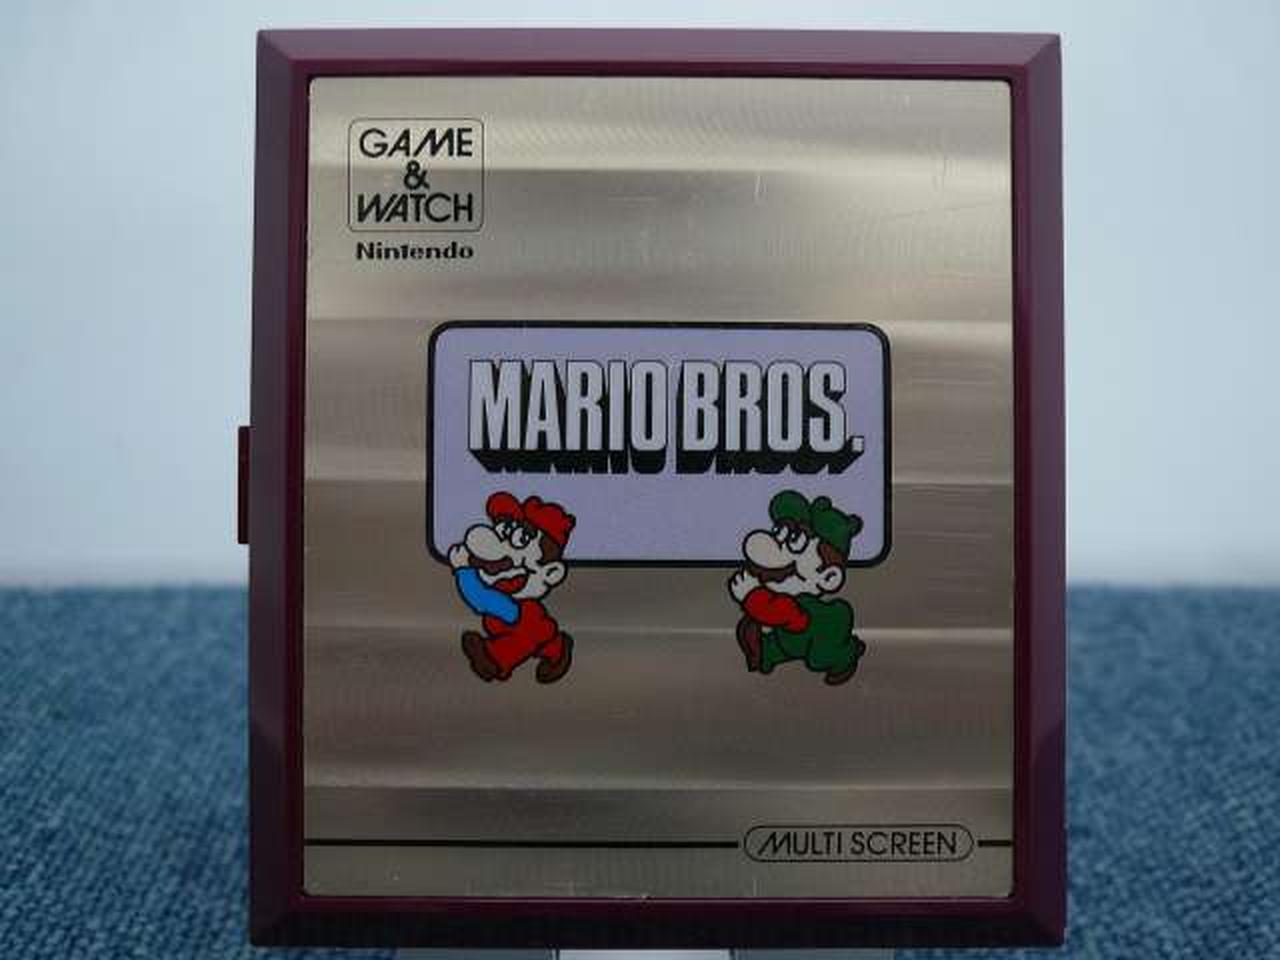 GAME
&
WATCH
Nintendo
MARIO BROS.
MULTI SCREEN